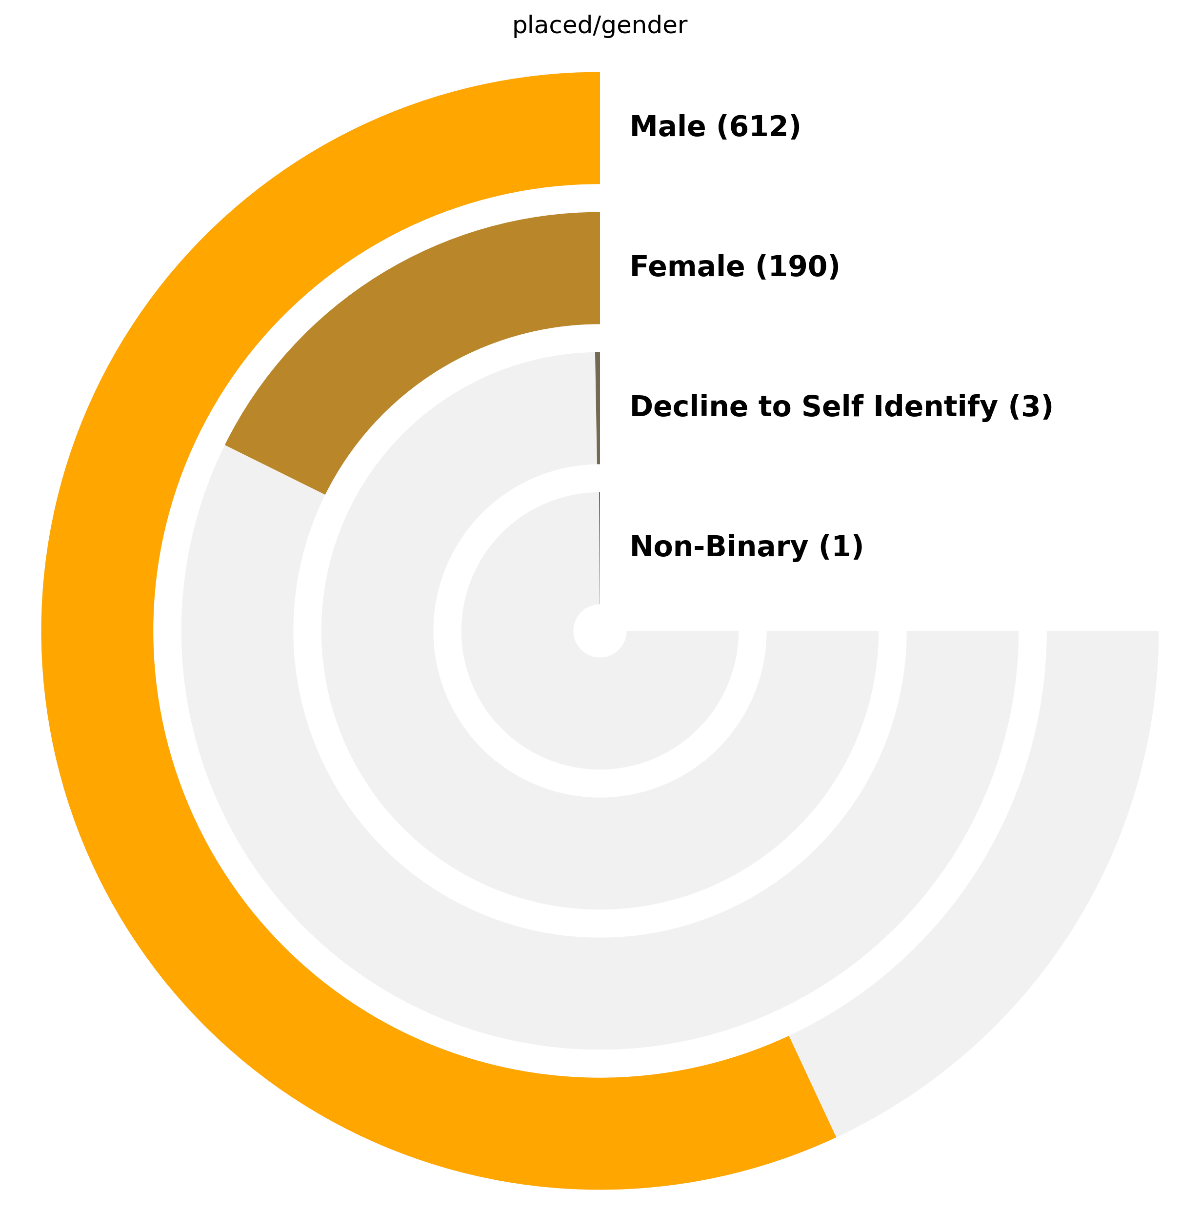 placed/gender
Male (612)
Female (190)
Decline to Self Identify (3)
Non-Binary (1)